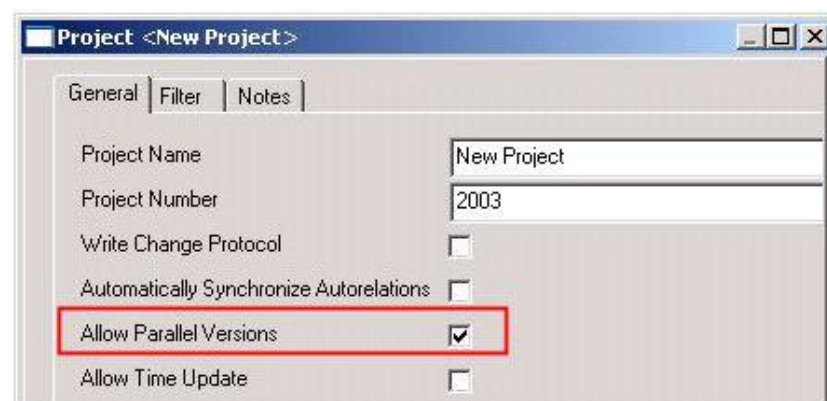 Project <New Project>
General Filter Notes
Project Name New Project
Project Number 2003
Write Change Protocol
Automatically Synchronize Autorelations
Allow Parallel Versions
Allow Time Update